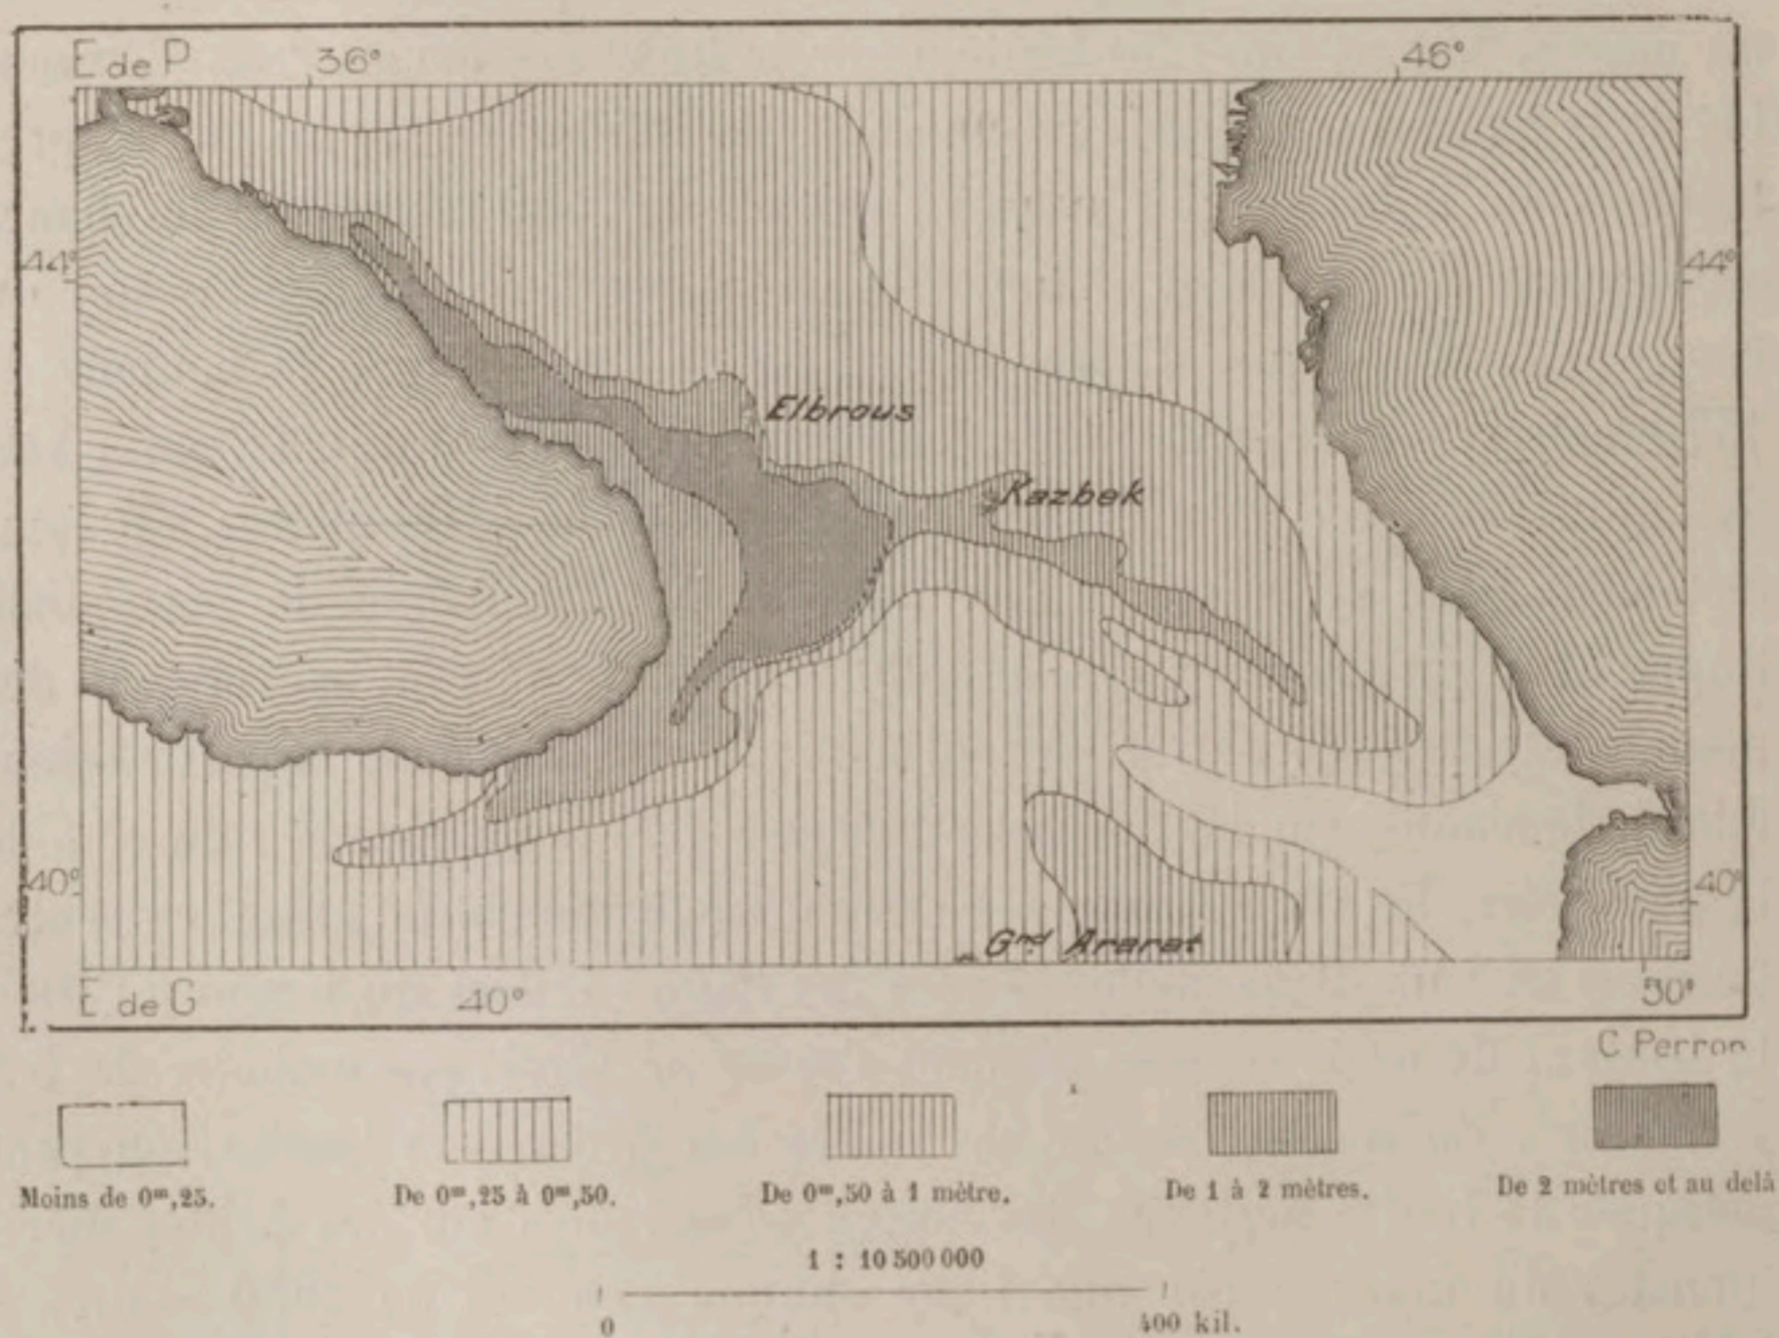 E de P 36° 46°
44° 44°
Elbrous
Kazbek
40° 40°
Gnd Ararat
E de G 40° 50°
C Perron
Moins de 0m,25. De 0m,25 à 0m,50. De 0m,50 à 1 mètre. De 1 à 2 mètres. De 2 mètres et au delà
1 : 10 500 000
0 400 kil.